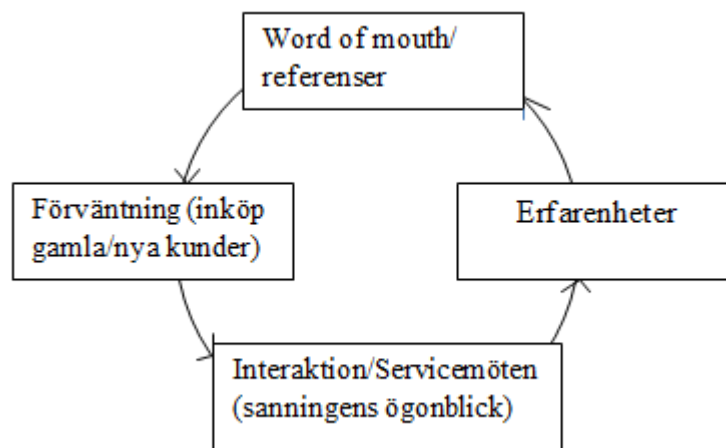 Word of mouth/
referenser
Förväntning (inköp
gamla/nya kunder)
Erfarenheter
Interaktion/Servicemöten
(sanningens ögonblick)